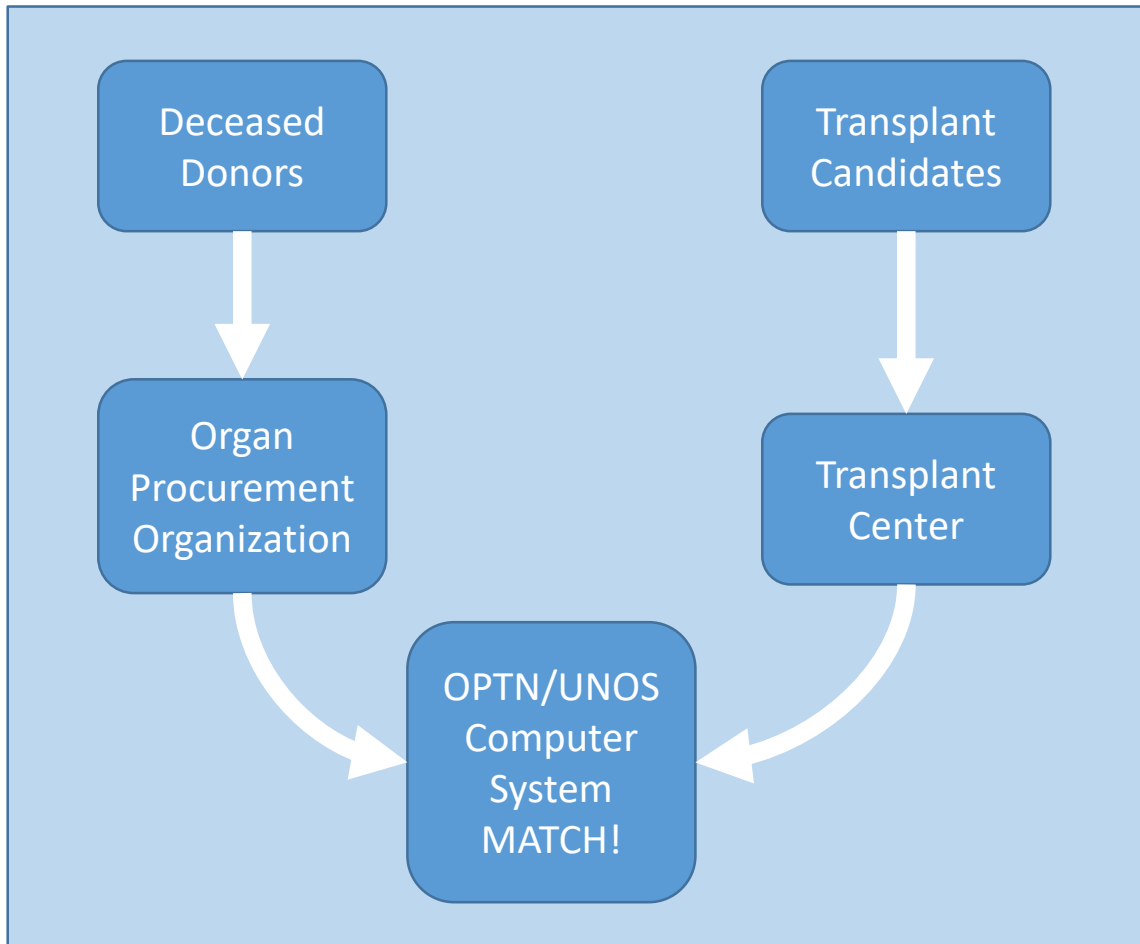 Deceased
Donors
Transplant
Candidates
Organ
Procurement
Organization
Transplant
Center
OPTN/UNOS
Computer
System
MATCH!